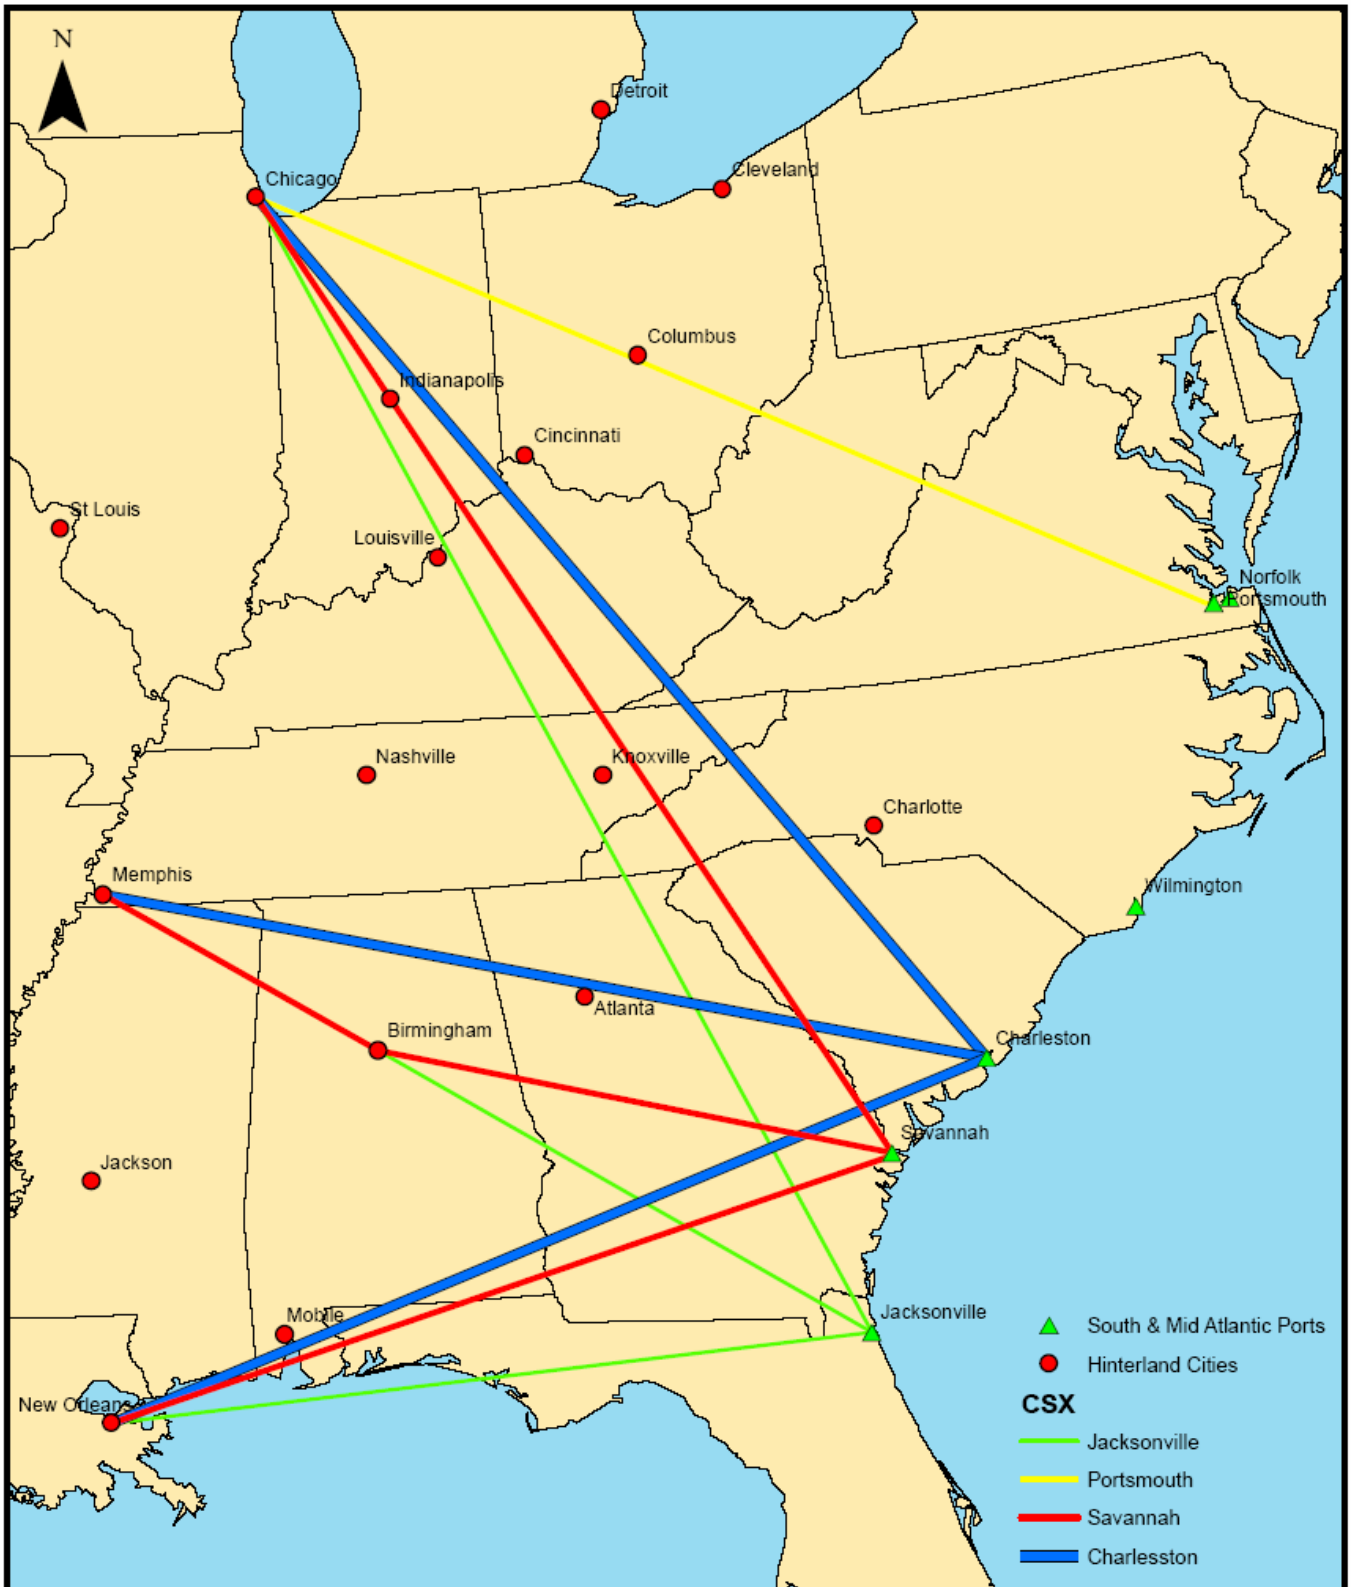 N
Detroit
Cleveland
Chicago
Columbus
Indianapolis
Cincinnati
St Louis
Louisville
Norfolk
Portsmouth
Nashville
Knoxville
Charlotte
Memphis
Wilmington
Atlanta
Birmingham
Charleston
Savannah
Jackson
Jacksonville
Mobile
New Orleans
South & Mid Atlantic Ports
Hinterland Cities
CSX
Jacksonville
Portsmouth
Savannah
Charlesston